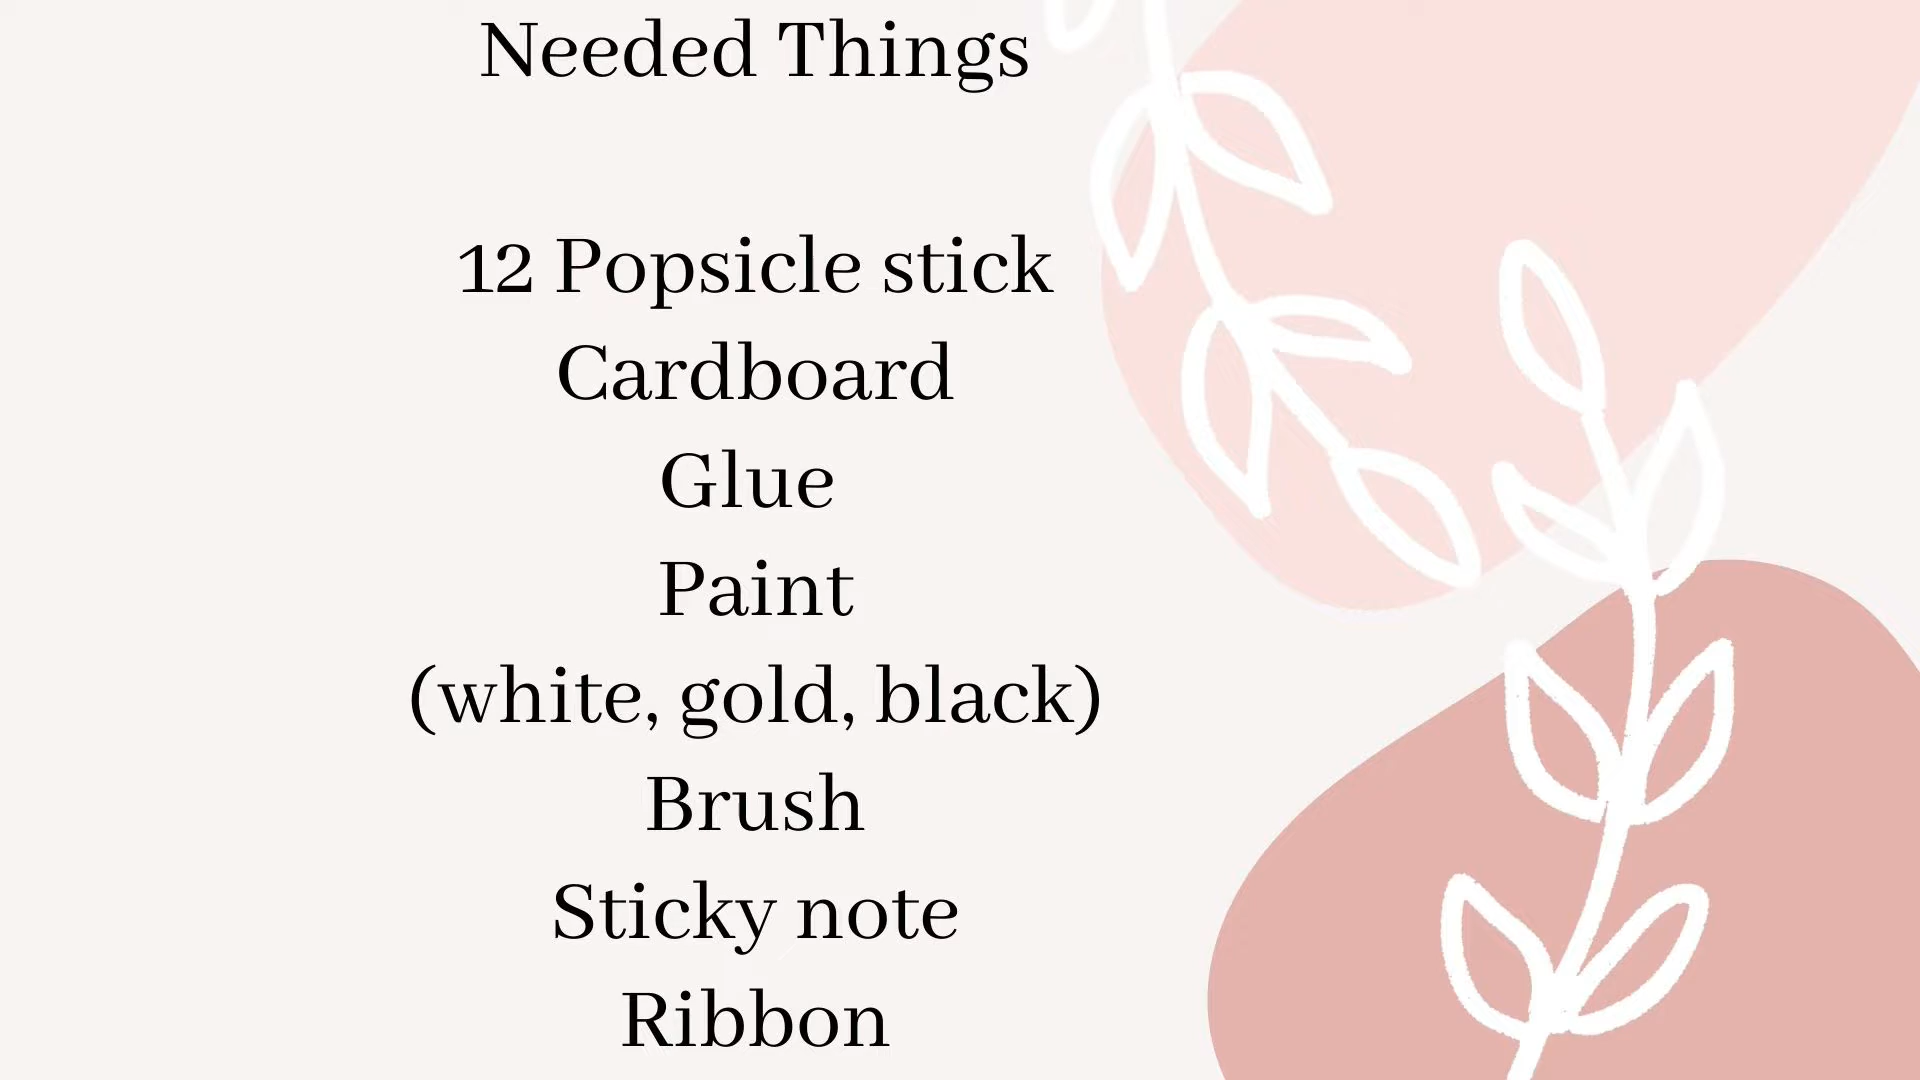 Needed Things
12 Popsicle stick
Cardboard
Glue
Paint
(white, gold, black)
Brush
Sticky note
Ribbon